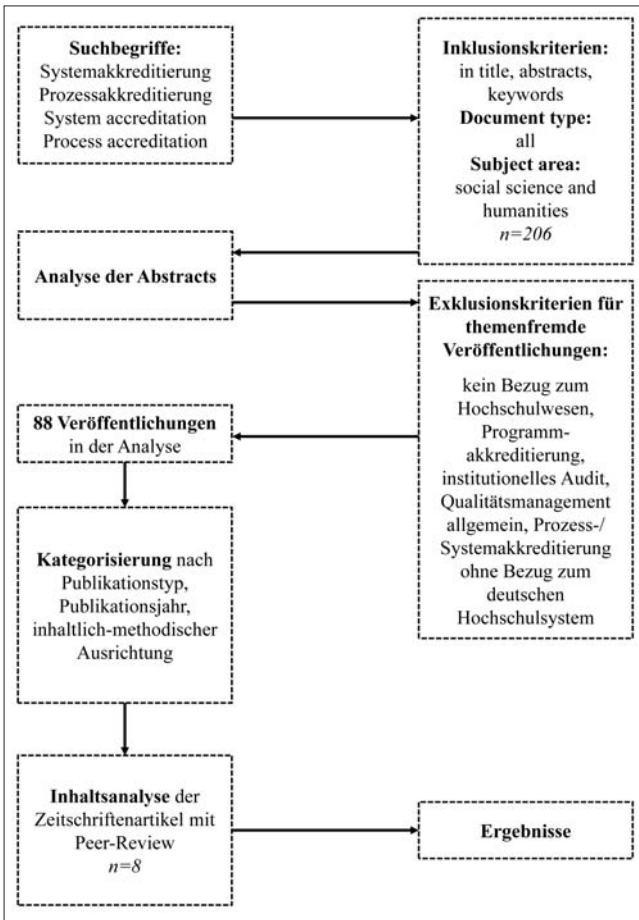 Suchbegriffe:
Systemakkreditierung
Prozessakkreditierung
System accreditation
Process accreditation
Inklusionskriterien:
in title, abstracts,
keywords
Document type:
all
Subject area:
social science and
humanities
n=206
Analyse der Abstracts
Exklusionskriterien für
themenfremde
Veröffentlichungen:
kein Bezug zum
Hochschulwesen,
Programm-
akkreditierung,
institutionelles Audit,
Qualitätsmanagement
allgemein, Prozess-/
Systemakkreditierung
ohne Bezug zum
deutschen
Hochschulsystem
88 Veröffentlichungen
in der Analyse
Kategorisierung nach
Publikationstyp,
Publikationsjahr,
inhaltlich-methodischer
Ausrichtung
Inhaltsanalyse der
Zeitschriftenartikel mit
Peer-Review
n=8
Ergebnisse